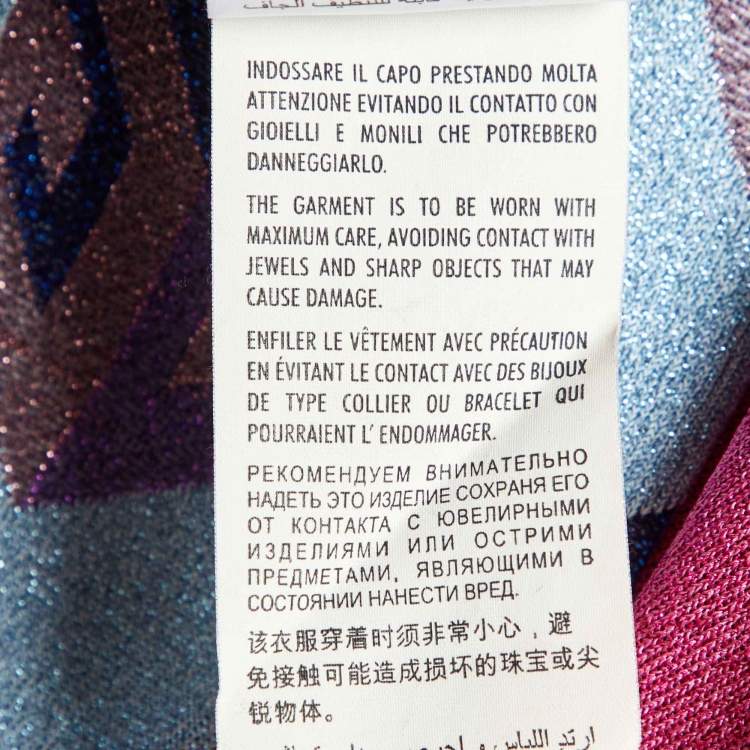 للتنظيف الجاف
INDOSSARE IL CAPO PRESTANDO MOLTA
ATTENZIONE EVITANDO IL CONTATTO CON
GIOIELLI E MONILI CHE POTREBBERO
DANNEGGIARLO.
THE GARMENT IS TO BE WORN WITH
MAXIMUM CARE, AVOIDING CONTACT WITH
JEWELS AND SHARP OBJECTS THAT MAY
CAUSE DAMAGE.
ENFILER LE VÊTEMENT AVEC PRÉCAUTION
EN ÉVITANT LE CONTACT AVEC DES BIJOUX
DE TYPE COLLIER OU BRACELET QUI
POURRAIENT L' ENDOMMAGER.
РЕКОМЕНДУЕМ ВНИМАТЕЛЬНО
НАДЕТЬ ЭТО ИЗДЕЛИЕ СОХРАНЯ ЕГО
ОТ КОНТАКТА С ЮВЕЛИРНЫМИ
ИЗДЕЛИЯМИ ИЛИ ОСТРИМИ
ПРЕДМЕТАМИ, ЯВЛЯЮЩИМИ В
СОСТОЯНИИ НАНЕСТИ ВРЕД.
该衣服穿着时须非常小心，避
免接触可能造成损坏的珠宝或尖
锐物体。
ارتد اللباس